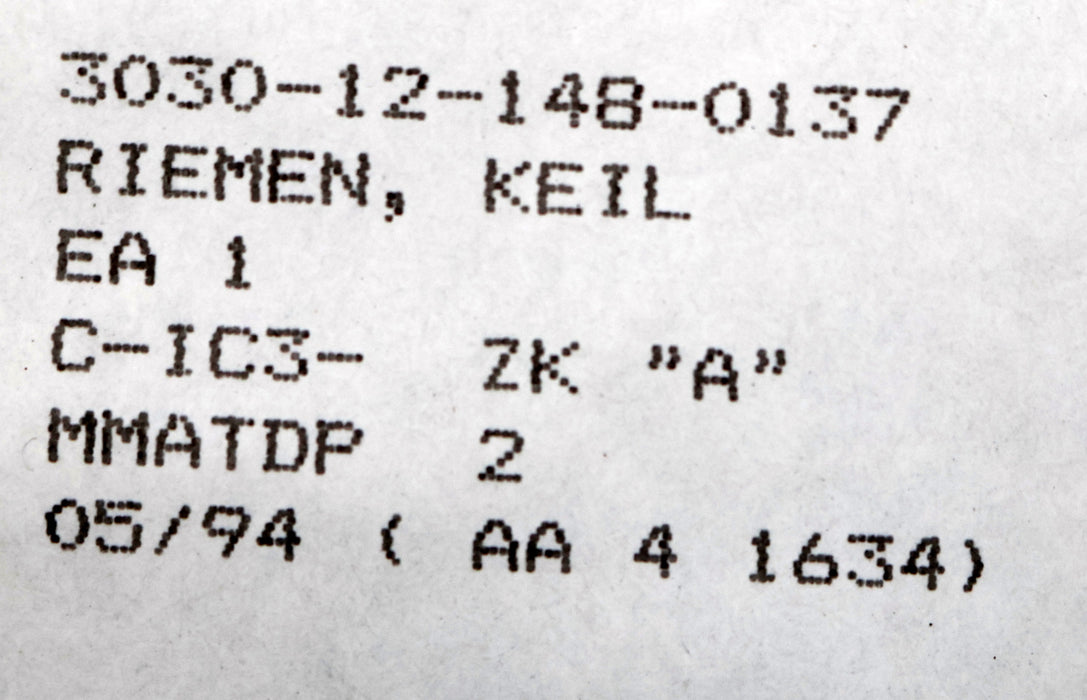 3030-12-148-0137
RIEMEN, KEIL
EA 1
C-IC3- ZK "A"
MMATDP 2
05/94 ( AA 4 1634)